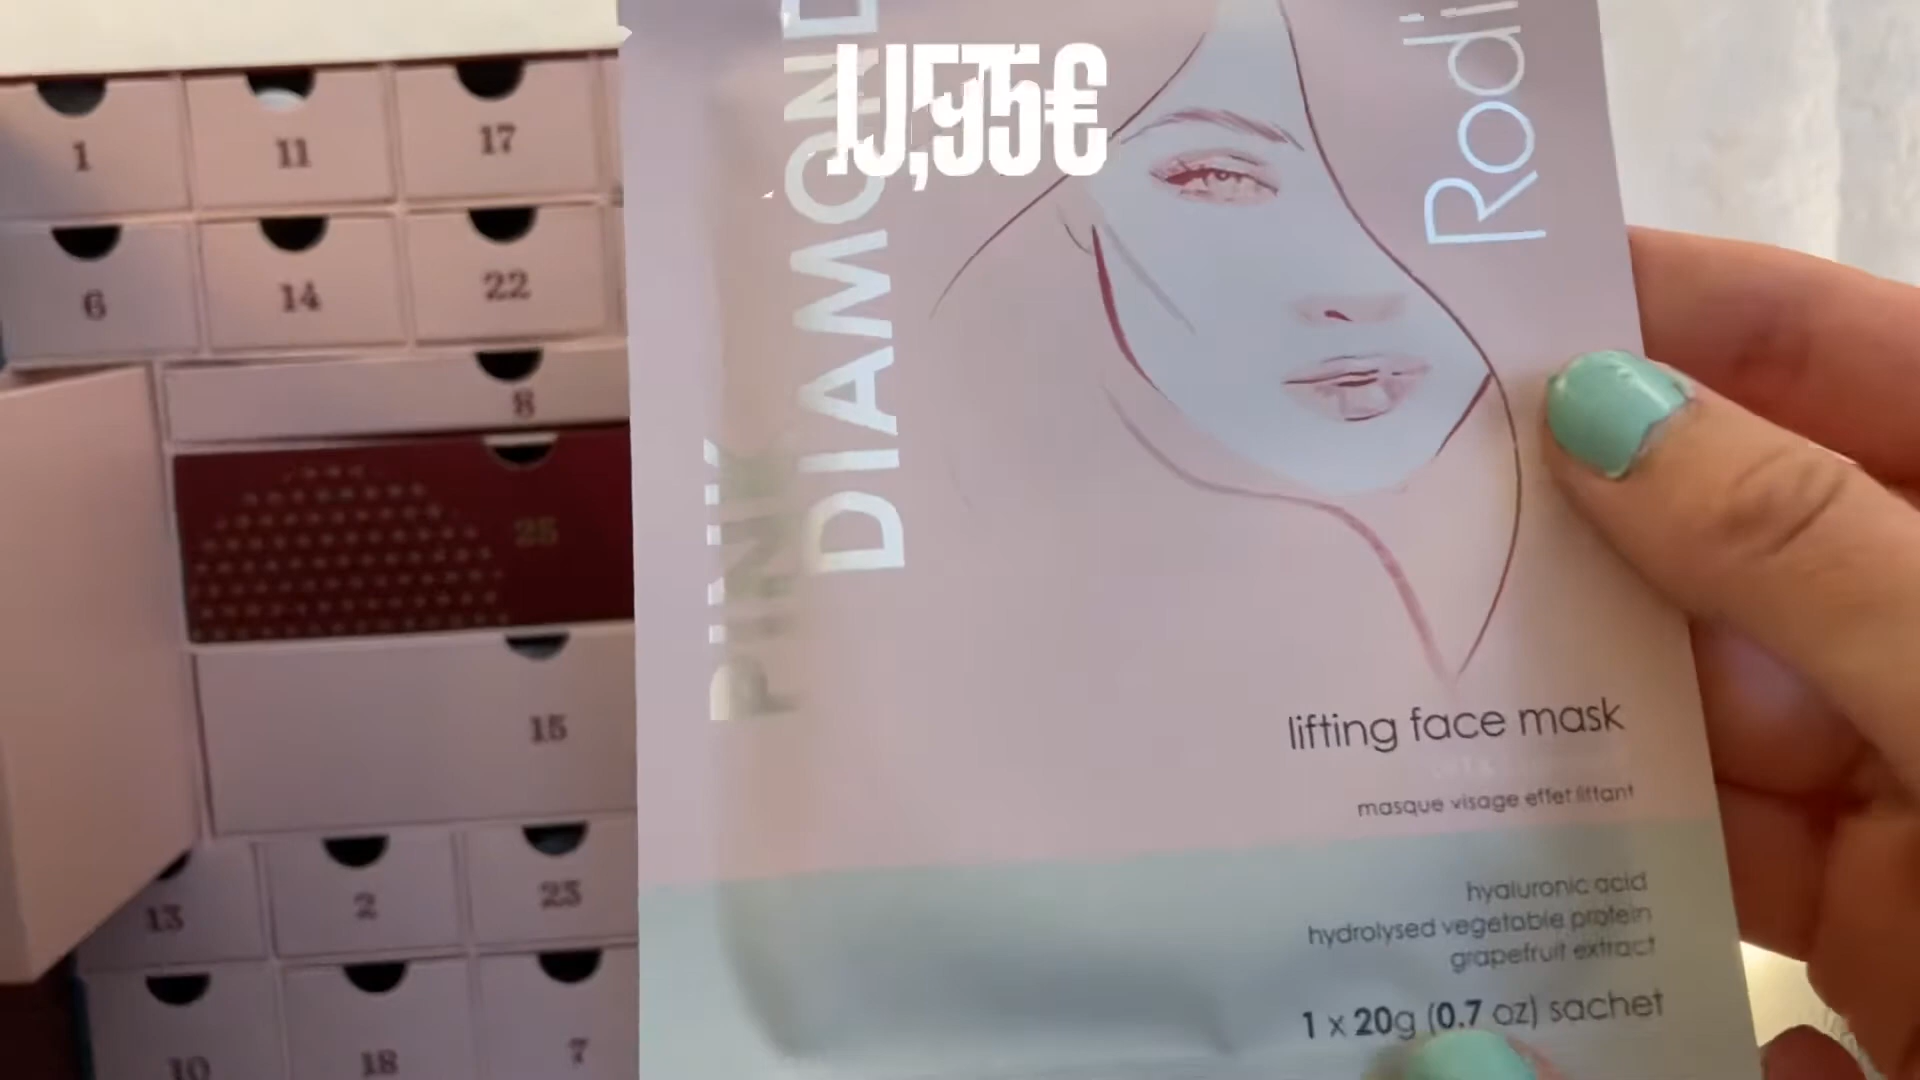 1
11
17
6
14
22
8
25
15
13
2
23
10
18
7
PINK
DIAMOND
Rodi
lifting face mask
masque visage effet liftant
hyaluronic acid
hydrolysed vegetable protein
grapefruit extract
1 x 20g (0.7 oz) sachet